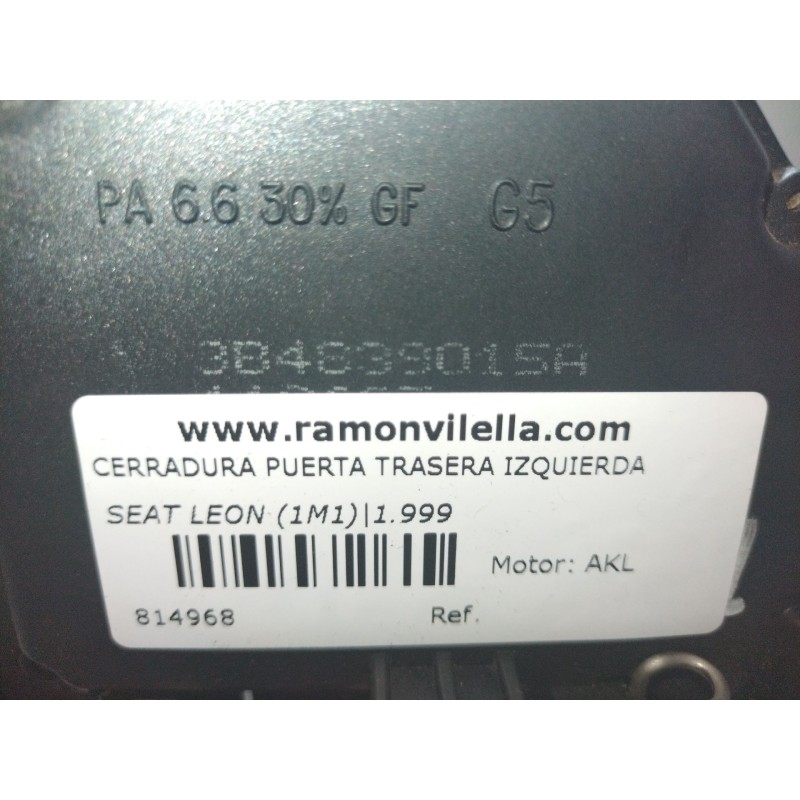 PA 6.6 30% GF G5
3B4839015A
www.ramonvilella.com
CERRADURA PUERTA TRASERA IZQUIERDA
SEAT LEON (1M1)|1.999
Motor: AKL
814968 Ref.